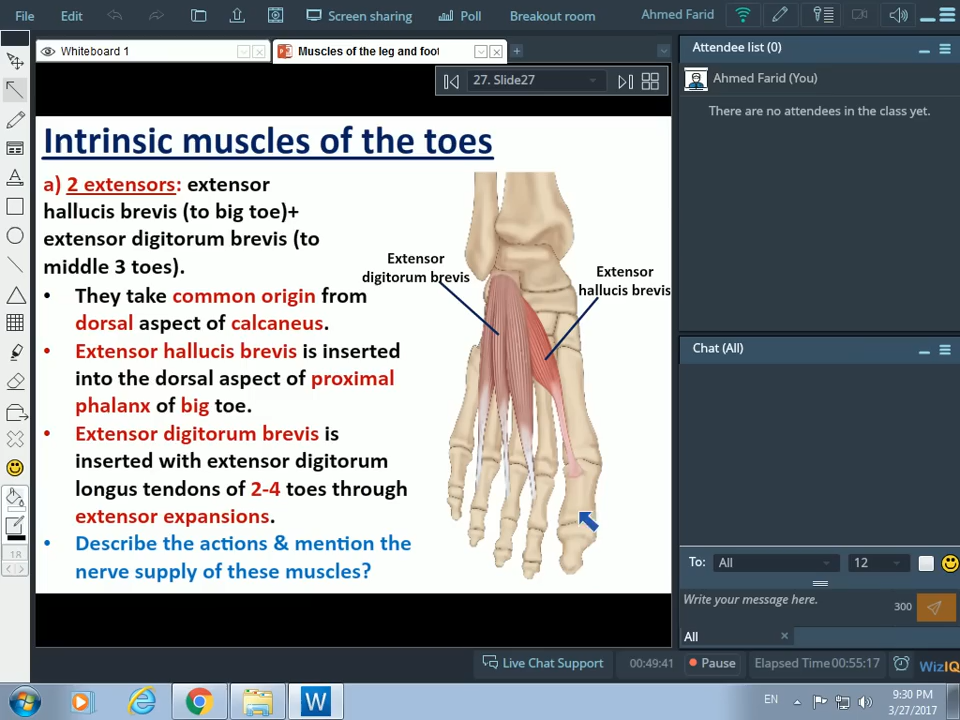 File
Edit
Screen sharing
Poll
Breakout room
Ahmed Farid
Whiteboard 1
Muscles of the leg and foot
27. Slide27
Attendee list (0)
Ahmed Farid (You)
There are no attendees in the class yet.
Intrinsic muscles of the toes
a) 2 extensors: extensor
hallucis brevis (to big toe)+
extensor digitorum brevis (to
middle 3 toes).
• They take common origin from
dorsal aspect of calcaneus.
• Extensor hallucis brevis is inserted
into the dorsal aspect of proximal
phalanx of big toe.
• Extensor digitorum brevis is
inserted with extensor digitorum
longus tendons of 2-4 toes through
extensor expansions.
• Describe the actions & mention the
nerve supply of these muscles?
Extensor
digitorum brevis
Extensor
hallucis brevis
Chat (All)
To:
All
12
Write your message here.
300
All
Live Chat Support
00:49:41
Pause
Elapsed Time 00:55:17
WizIQ
EN
9:30 PM
3/27/2017
W
A